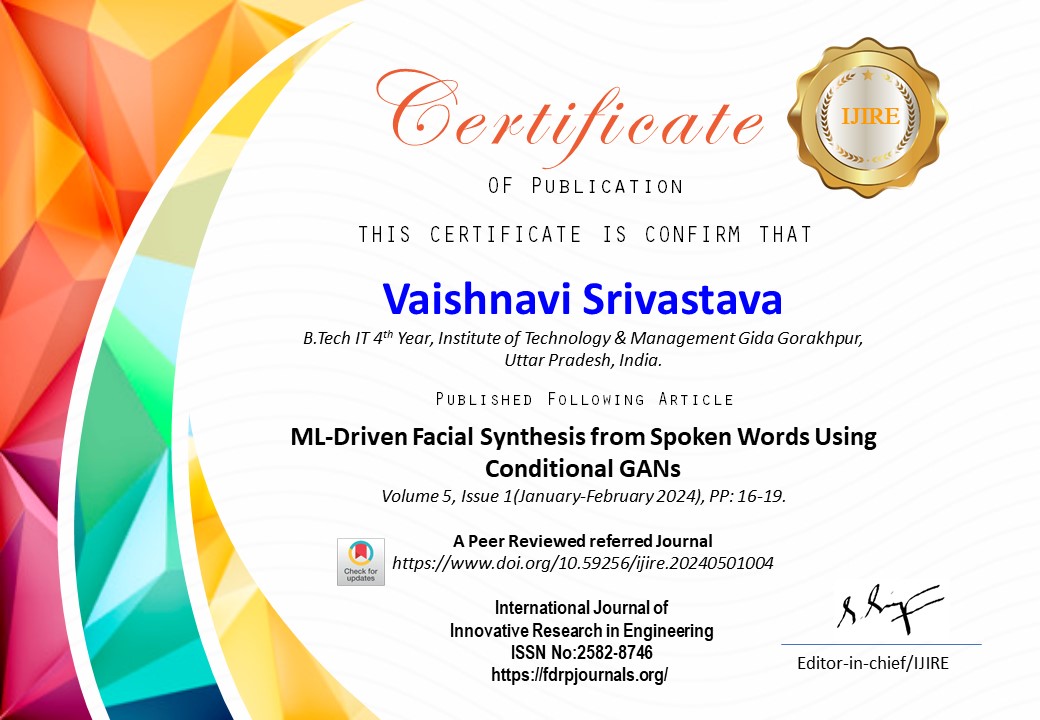 Certificate
IJIRE
OF PUBLICATION
THIS CERTIFICATE IS CONFIRM THAT
Vaishnavi Srivastava
B.Tech IT 4th Year, Institute of Technology & Management Gida Gorakhpur,
Uttar Pradesh, India.
PUBLISHED FOLLOWING ARTICLE
ML-Driven Facial Synthesis from Spoken Words Using
Conditional GANs
Volume 5, Issue 1(January-February 2024), PP: 16-19.
A Peer Reviewed referred Journal
Check for
updates
https://www.doi.org/10.59256/ijire.20240501004
International Journal of
Innovative Research in Engineering
ISSN No:2582-8746
https://fdrpjournals.org/
Editor-in-chief/IJIRE